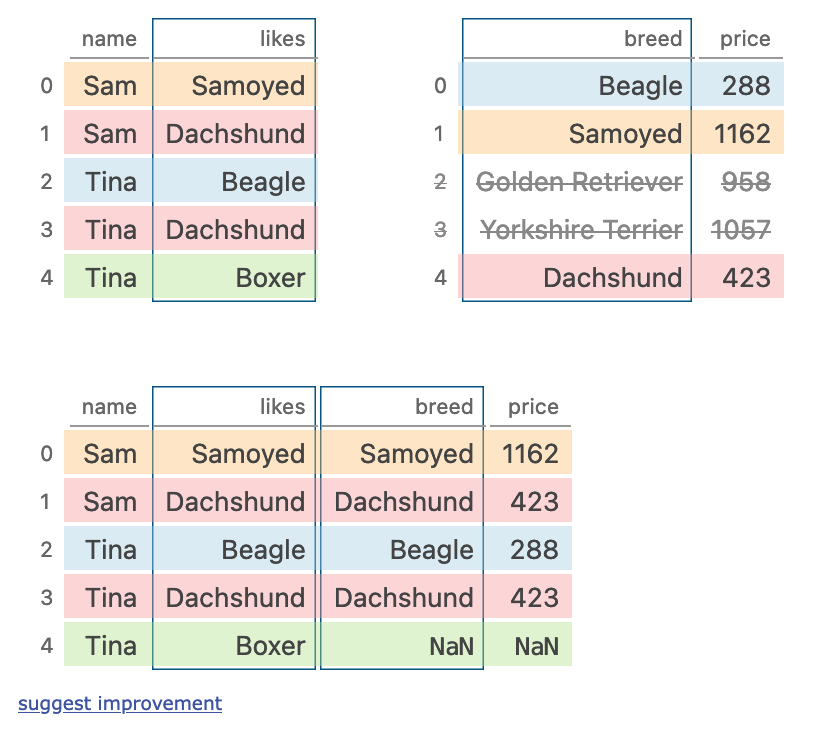 name likes breed price
0 Sam Samoyed 0 Beagle 288
1 Sam Dachshund 1 Samoyed 1162
2 Tina Beagle 2 Golden Retriever 958
3 Tina Dachshund 3 Yorkshire Terrier 1057
4 Tina Boxer 4 Dachshund 423
name likes breed price
0 Sam Samoyed Samoyed 1162
1 Sam Dachshund Dachshund 423
2 Tina Beagle Beagle 288
3 Tina Dachshund Dachshund 423
4 Tina Boxer NaN NaN
suggest improvement